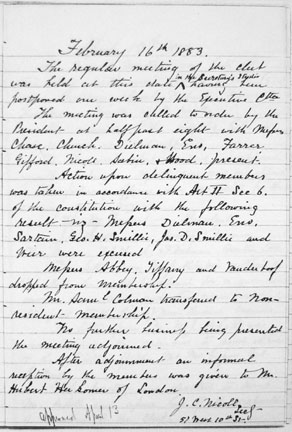 February 16th 1883.
The regular meeting of the club
was held at this date in the Secretary's Studio having been
postponed one week by the Executive Ctee
The meeting was called to order by the
President at half past eight with Messrs
Chase, Church, Dielman, Eno, Farrer,
Gifford, Nicoll, Sabin, & Wood, present.
Action upon delinquent members
was taken in accordance with Art II Sec 6.
of the Constitution with the following
result - viz - Messrs Dielman, Eno,
Sartain, Geo. H. Smillie, Jas. D. Smillie and
Weir were excused
Messrs Abbey, Tiffany and Vanderhoof
dropped from membership.
Mr. Saml Colman transferred to Non-
resident membership.
No further business being presented
the meeting adjourned.
After adjournment an informal
reception by the members was given to Mr.
Hubert Herkomer of London
J. C. Nicoll
Secy-
51 West 10th St-
approved April 13